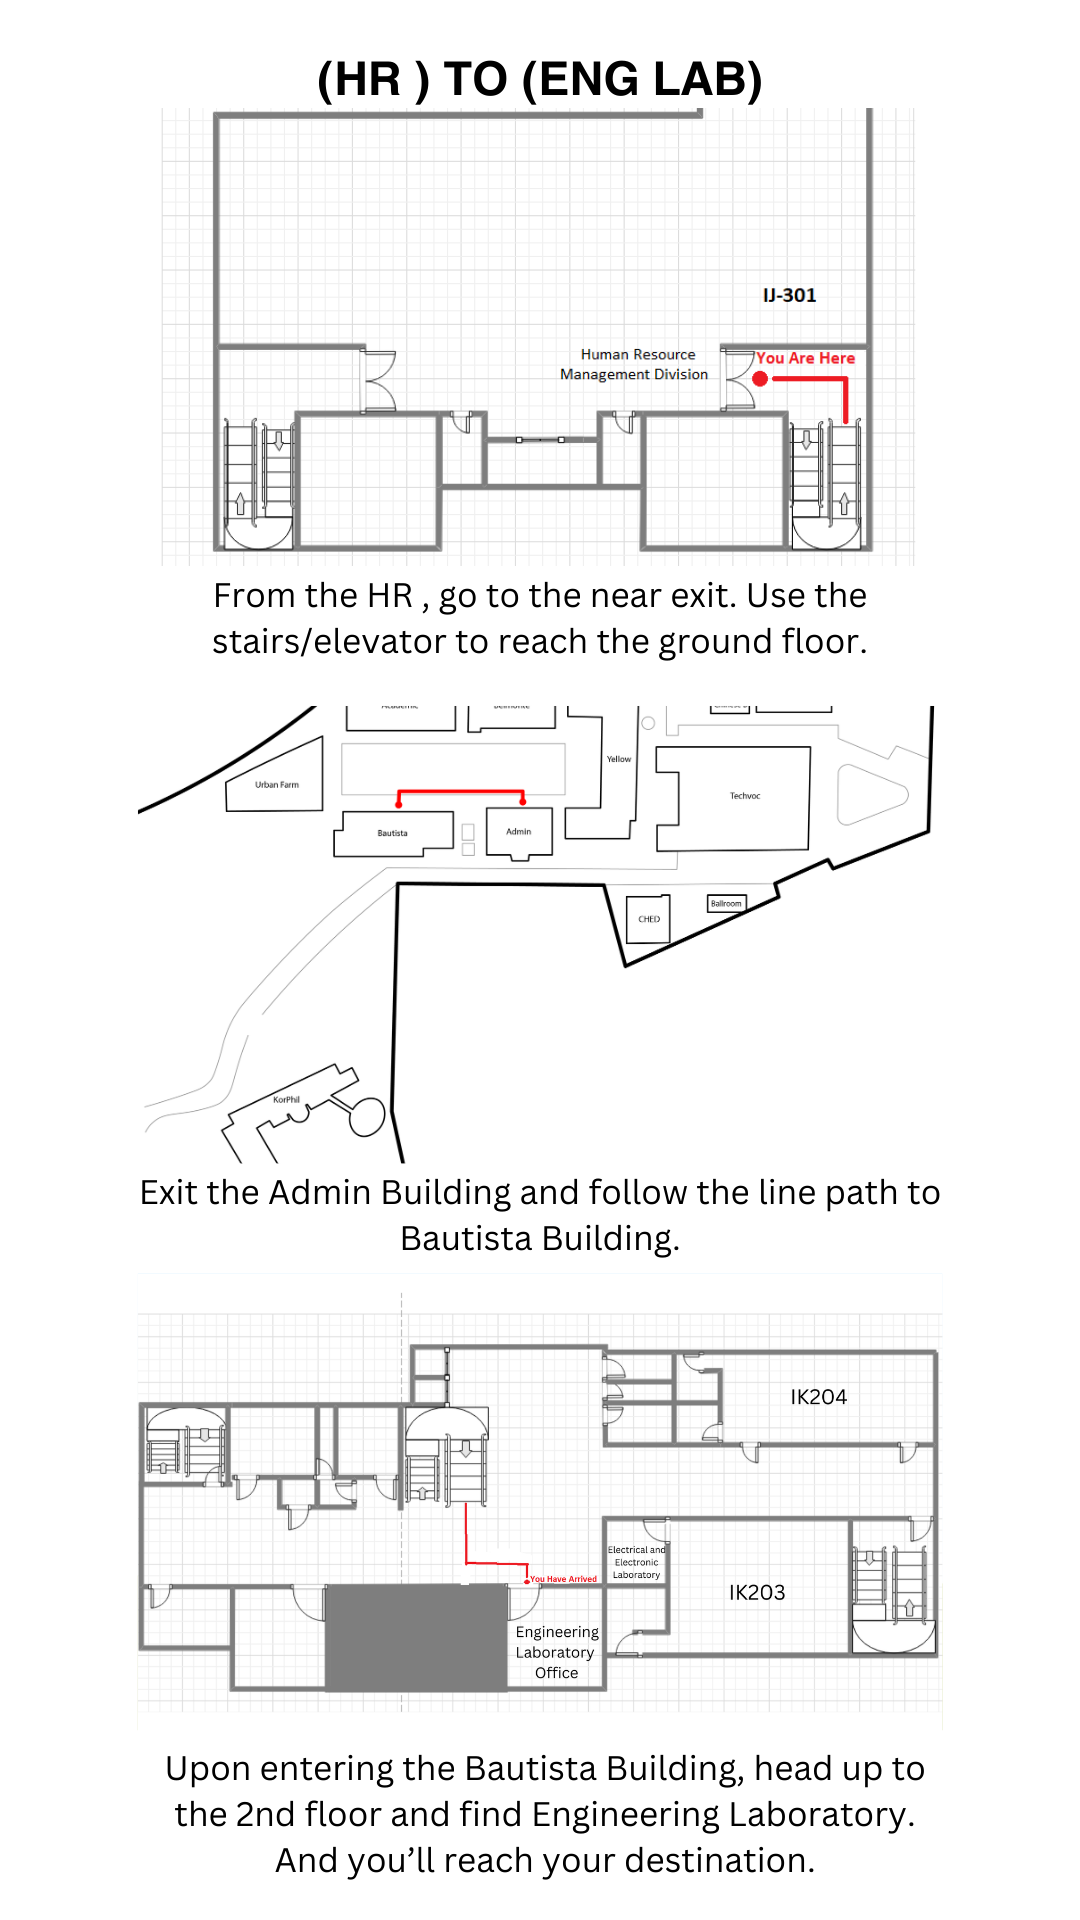 (HR ) TO (ENG LAB)
IJ-301
Human Resource
Management Division
You Are Here
From the HR , go to the near exit. Use the
stairs/elevator to reach the ground floor.
Academic
Belmonte
Yellow
Urban Farm
Techvoc
Bautista
Admin
CHED
Ballroom
KorPhil
Exit the Admin Building and follow the line path to
Bautista Building.
IK204
Electrical and
Electronic
Laboratory
You Have Arrived
IK203
Engineering
Laboratory
Office
Upon entering the Bautista Building, head up to
the 2nd floor and find Engineering Laboratory.
And you’ll reach your destination.